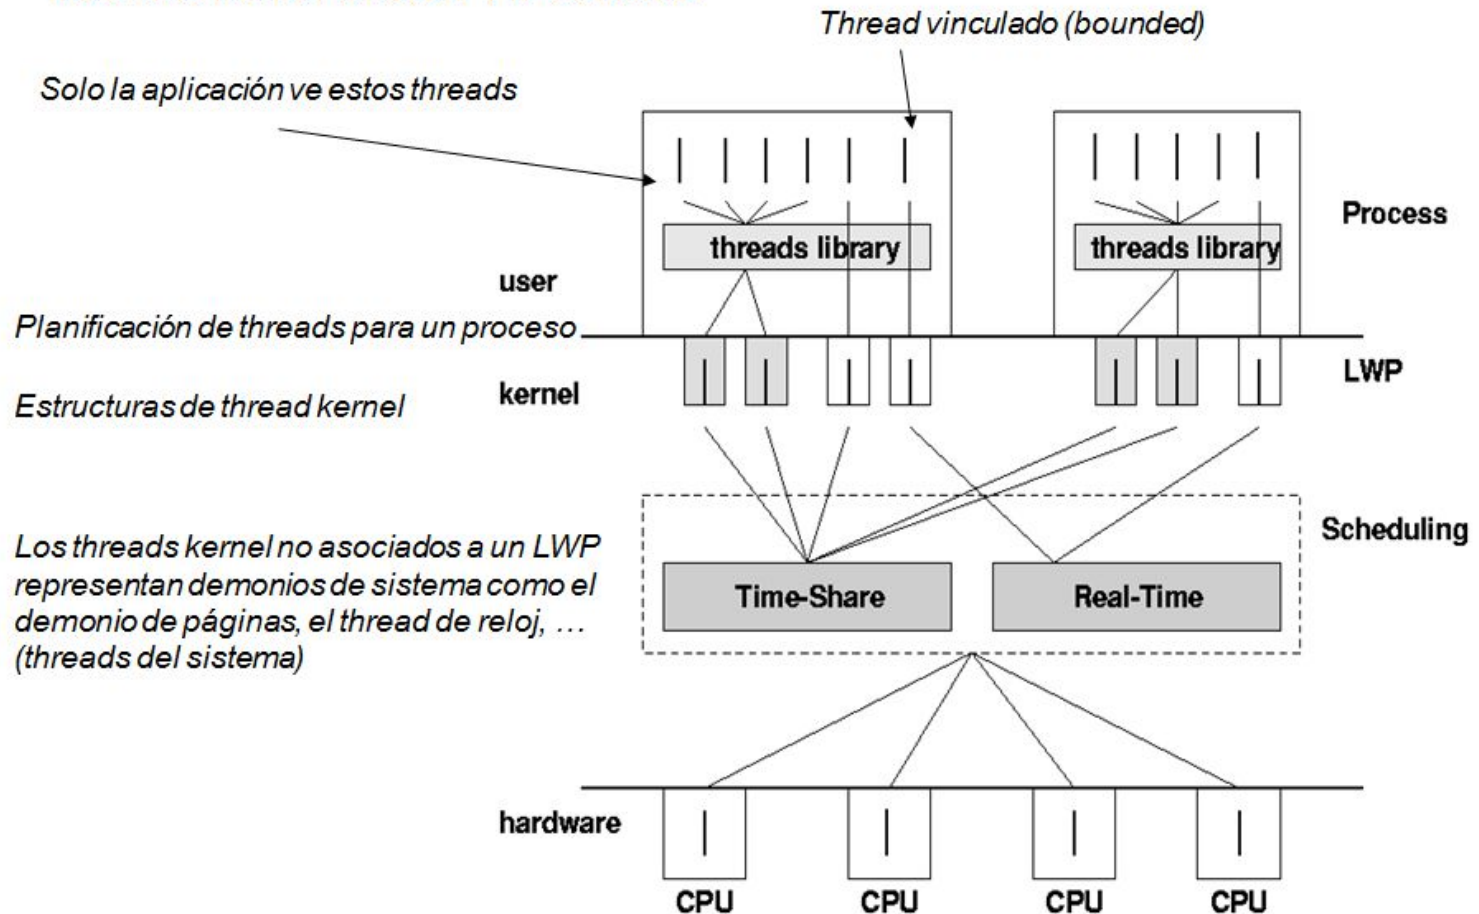 Thread vinculado (bounded)
Solo la aplicación ve estos threads
Process
threads library
threads library
user
Planificación de threads para un proceso
LWP
kernel
Estructuras de thread kernel
Scheduling
Los threads kernel no asociados a un LWP
representan demonios de sistema como el
demonio de páginas, el thread de reloj, ...
(threads del sistema)
Time-Share
Real-Time
hardware
CPU
CPU
CPU
CPU